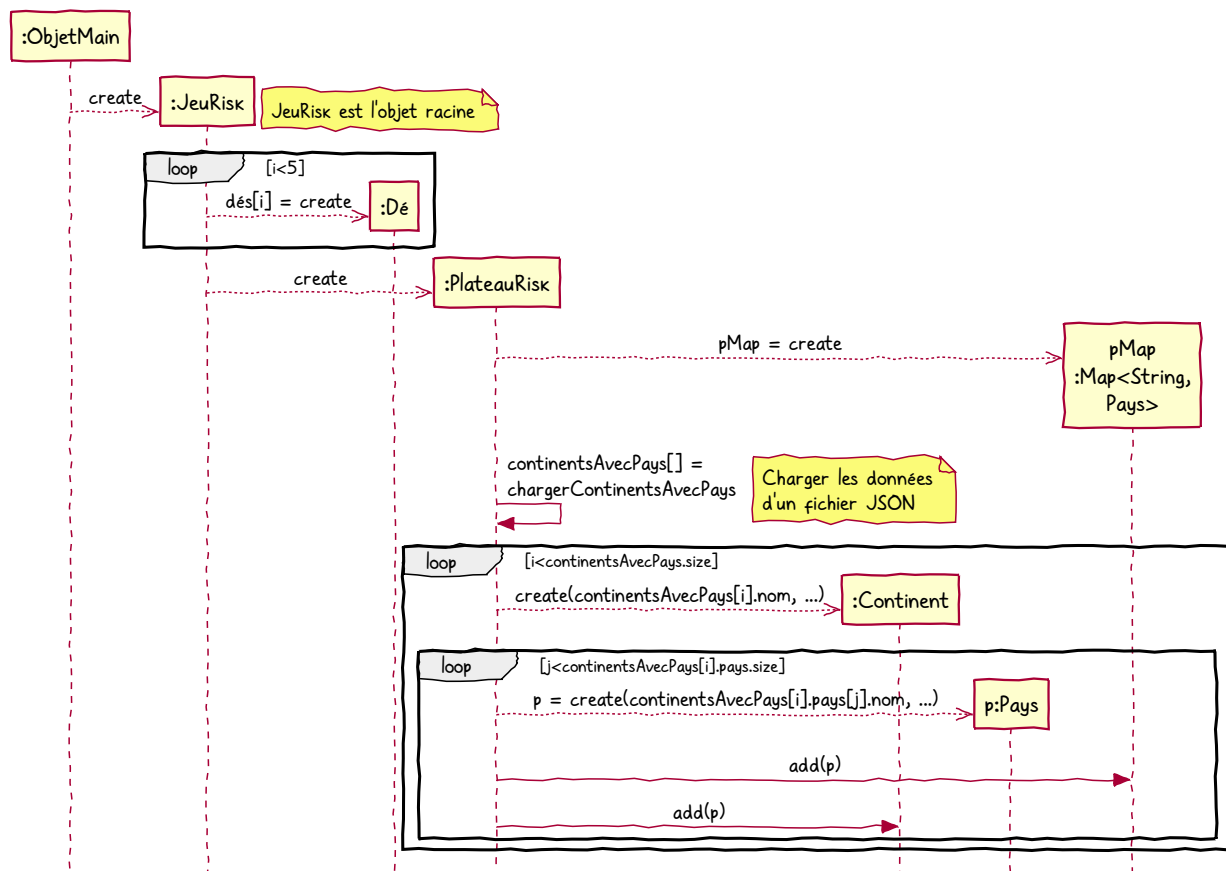 :ObjetMain
create
:JeuRisk
JeuRisk est l'objet racine
loop
[i<5]
dés[i] = create
:Dé
create
:PlateauRisk
pMap = create
pMap
:Map<String,
Pays>
continentsAvecPays[] =
chargerContinentsAvecPays
Charger les données
d'un fichier JSON
loop
[i<continentsAvecPays.size]
create(continentsAvecPays[i].nom, ...)
:Continent
loop
[j<continentsAvecPays[i].pays.size]
p = create(continentsAvecPays[i].pays[j].nom, ...)
p:Pays
add(p)
add(p)